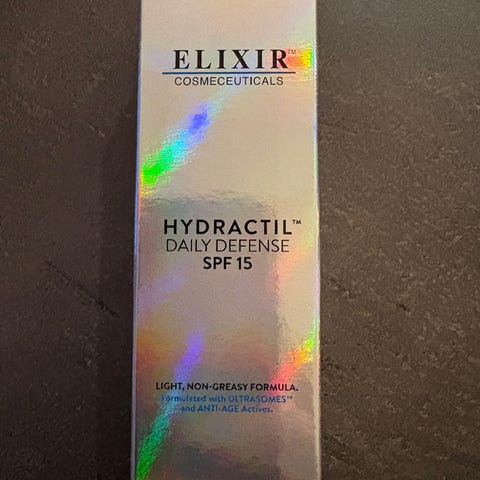 ELIXIR™
COSMECEUTICALS
HYDRACTIL™
DAILY DEFENSE
SPF 15
LIGHT, NON-GREASY FORMULA.
Formulated with ULTRASOMES™
and ANTI-AGE Actives.